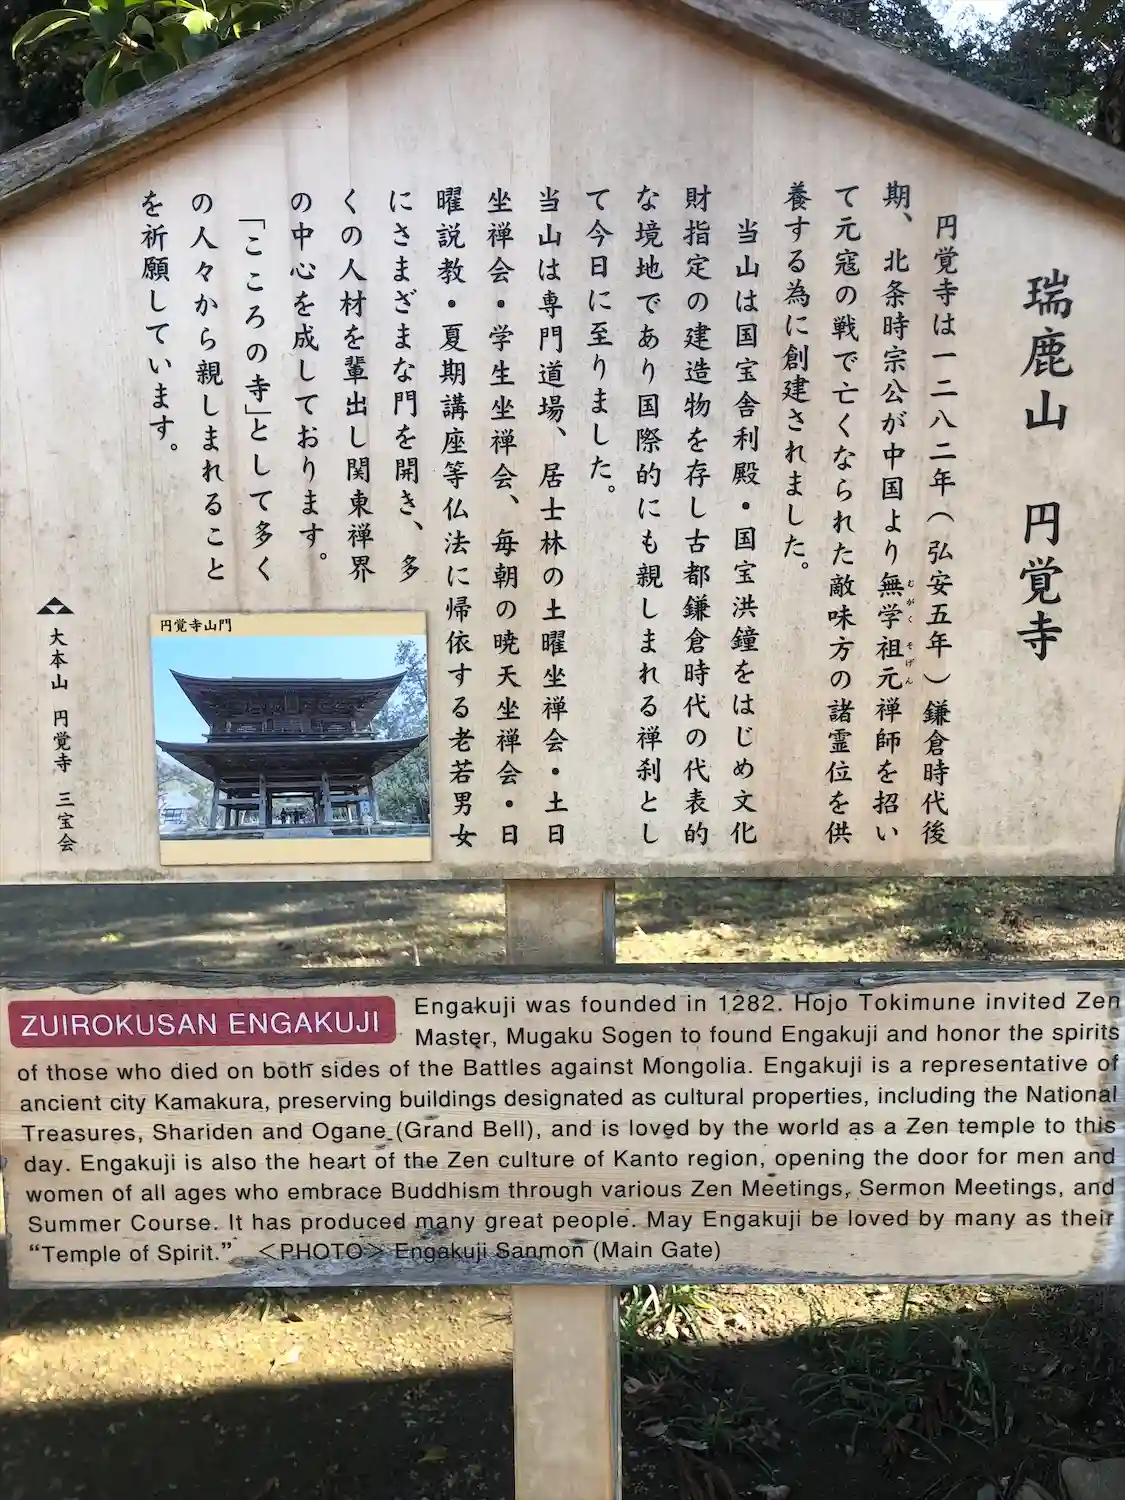 瑞鹿山 円覚寺
円覚寺は一二八二年(弘安五年)鎌倉時代後
期、北条時宗公が中国より無学祖元禅師を招い
むがく そげん
て元寇の戦で亡くなられた敵味方の諸霊位を供
養する為に創建されました。
当山は国宝舎利殿・国宝洪鐘をはじめ文化
財指定の建造物を存し古都鎌倉時代の代表的
な境地であり国際的にも親しまれる禅刹とし
て今日に至りました。
当山は専門道場、居士林の土曜坐禅会・土日
坐禅会・学生坐禅会、毎朝の暁天坐禅会・日
曜説教・夏期講座等仏法に帰依する老若男女
にさまざまな門を開き、多
くの人材を輩出し関東禅界
の中心を成しております。
「こころの寺」として多く
の人々から親しまれること
を祈願しています。
円覚寺山門
大本山 円覚寺 三宝会
ZUIROKUSAN ENGAKUJI
Engakuji was founded in 1282. Hojo Tokimune invited Zen
Master, Mugaku Sogen to found Engakuji and honor the spirits
of those who died on both sides of the Battles against Mongolia. Engakuji is a representative of
ancient city Kamakura, preserving buildings designated as cultural properties, including the National
Treasures, Shariden and Ogane (Grand Bell), and is loved by the world as a Zen temple to this
day. Engakuji is also the heart of the Zen culture of Kanto region, opening the door for men and
women of all ages who embrace Buddhism through various Zen Meetings, Sermon Meetings, and
Summer Course. It has produced many great people. May Engakuji be loved by many as their
“Temple of Spirit.” <PHOTO> Engakuji Sanmon (Main Gate)